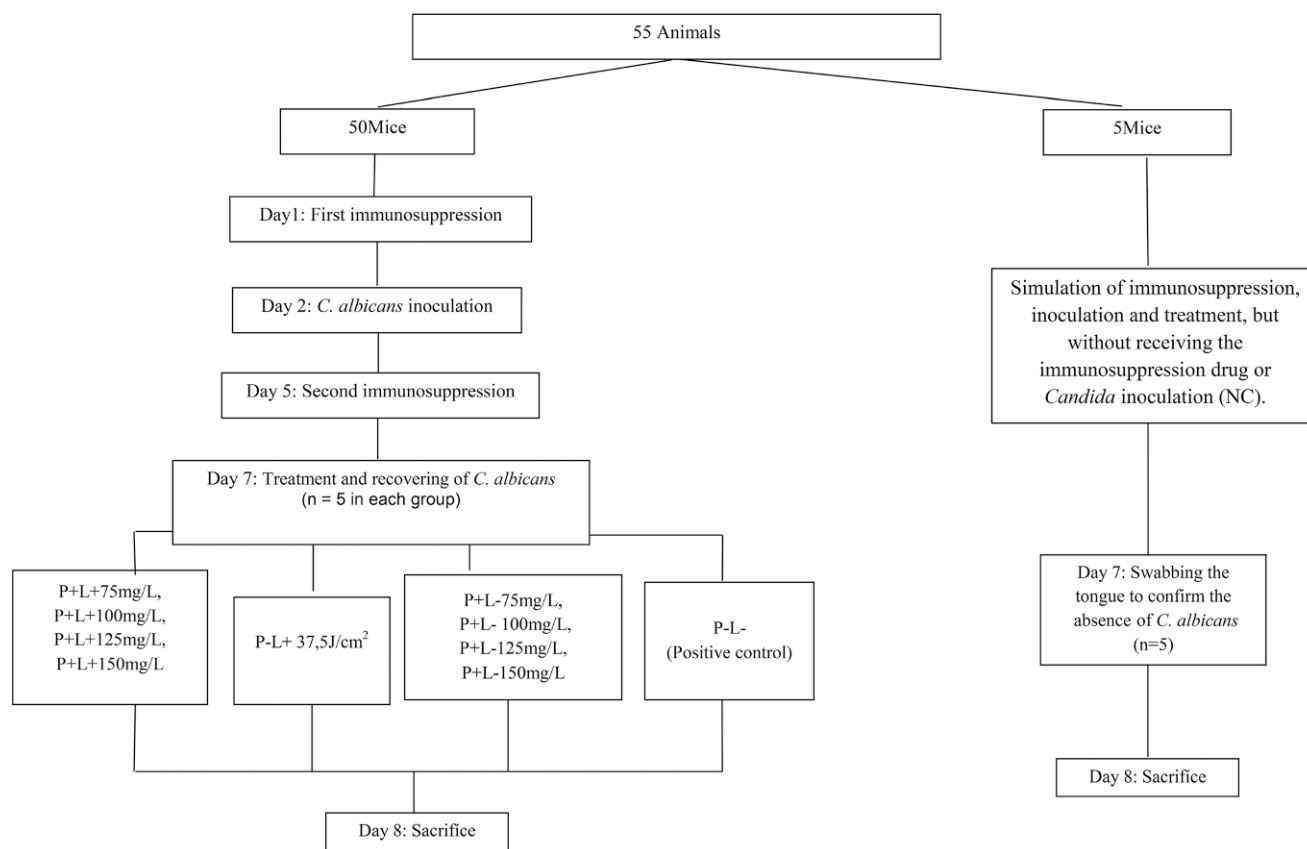 55 Animals
50Mice
5Mice
Day1: First immunosuppression
Day 2: C. albicans inoculation
Day 5: Second immunosuppression
Day 7: Treatment and recovering of C. albicans
(n = 5 in each group)
P+L+75mg/L,
P+L+100mg/L,
P+L+125mg/L,
P+L+150mg/L
P-L+ 37,5J/cm²
P+L-75mg/L,
P+L- 100mg/L,
P+L-125mg/L,
P+L-150mg/L
P-L-
(Positive control)
Day 8: Sacrifice
Simulation of immunosuppression,
inoculation and treatment, but
without receiving the
immunosuppression drug or
Candida inoculation (NC).
Day 7: Swabbing the
tongue to confirm the
absence of C. albicans
(n=5)
Day 8: Sacrifice